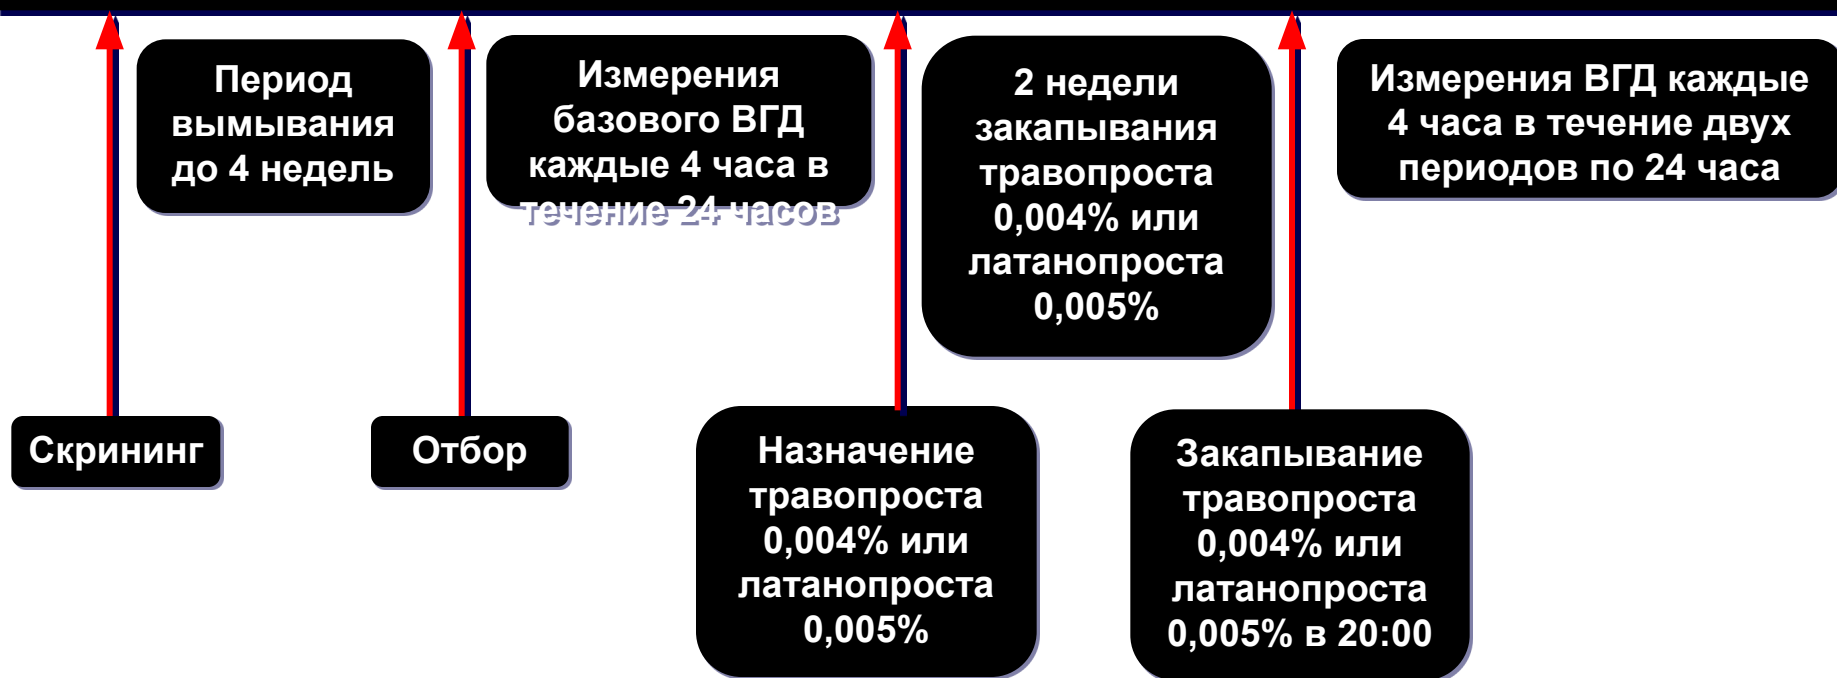 Период
вымывания
до 4 недель
Измерения
базового ВГД
каждые 4 часа в
течение 24 часов
2 недели
закапывания
травопроста
0,004% или
латанопроста
0,005%
Измерения ВГД каждые
4 часа в течение двух
периодов по 24 часа
Скрининг
Отбор
Назначение
травопроста
0,004% или
латанопроста
0,005%
Закапывание
травопроста
0,004% или
латанопроста
0,005% в 20:00